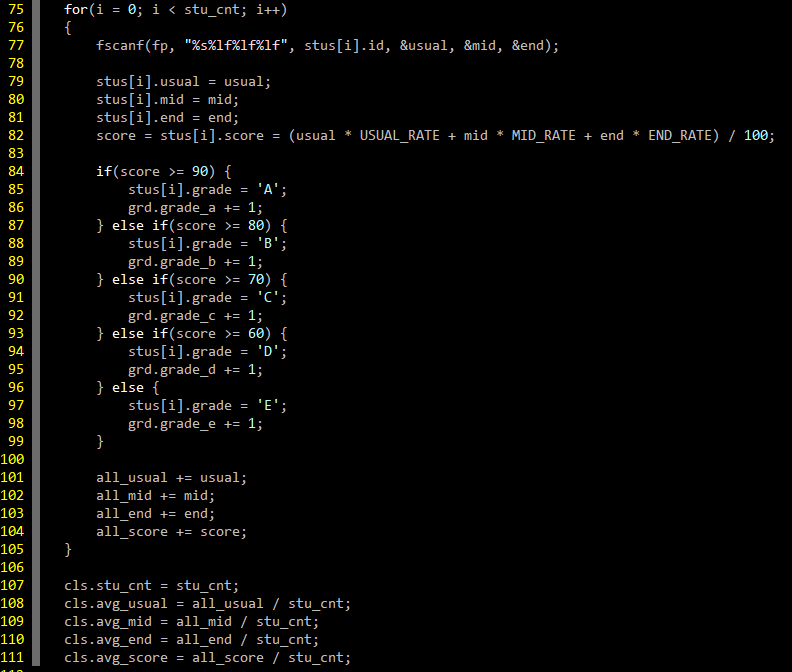 75 for(i = 0; i < stu_cnt; i++)
76 {
77 fscanf(fp, "%s%lf%lf%lf", stus[i].id, &usual, &mid, &end);
78
79 stus[i].usual = usual;
80 stus[i].mid = mid;
81 stus[i].end = end;
82 score = stus[i].score = (usual * USUAL_RATE + mid * MID_RATE + end * END_RATE) / 100;
83
84 if(score >= 90) {
85 stus[i].grade = 'A';
86 grd.grade_a += 1;
87 } else if(score >= 80) {
88 stus[i].grade = 'B';
89 grd.grade_b += 1;
90 } else if(score >= 70) {
91 stus[i].grade = 'C';
92 grd.grade_c += 1;
93 } else if(score >= 60) {
94 stus[i].grade = 'D';
95 grd.grade_d += 1;
96 } else {
97 stus[i].grade = 'E';
98 grd.grade_e += 1;
99 }
100
101 all_usual += usual;
102 all_mid += mid;
103 all_end += end;
104 all_score += score;
105 }
106
107 cls.stu_cnt = stu_cnt;
108 cls.avg_usual = all_usual / stu_cnt;
109 cls.avg_mid = all_mid / stu_cnt;
110 cls.avg_end = all_end / stu_cnt;
111 cls.avg_score = all_score / stu_cnt;